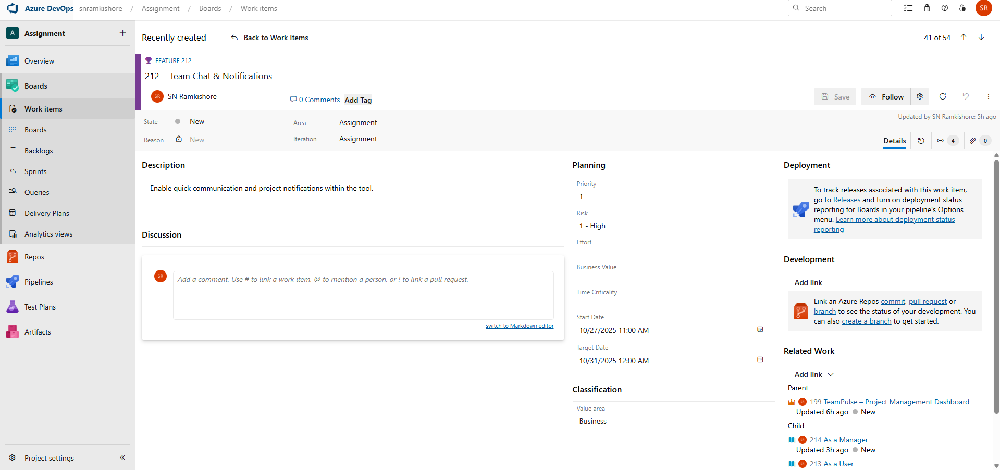 Azure DevOps snramkishore / Assignment / Boards / Work items
Search
SR
A Assignment
Recently created
Back to Work Items
41 of 54
Overview
Boards
Work items
Boards
Backlogs
Sprints
Queries
Delivery Plans
Analytics views
Repos
Pipelines
Test Plans
Artifacts
Project settings
FEATURE 212
212 Team Chat & Notifications
SR SN Ramkishore
0 Comments
Add Tag
Save
Follow
State New
Area Assignment
Updated by SN Ramkishore: 5h ago
Reason New
Iteration Assignment
Details
4
0
Description
Enable quick communication and project notifications within the tool.
Discussion
SR
Add a comment. Use # to link a work item, @ to mention a person, or ! to link a pull request.
switch to Markdown editor
Planning
Priority
1
Risk
1 - High
Effort
Business Value
Time Criticality
Start Date
10/27/2025 11:00 AM
Target Date
10/31/2025 12:00 AM
Classification
Value area
Business
Deployment
To track releases associated with this work item,
go to Releases and turn on deployment status
reporting for Boards in your pipeline's Options
menu. Learn more about deployment status
reporting
Development
Add link
Link an Azure Repos commit, pull request or
branch to see the status of your development. You
can also create a branch to get started.
Related Work
Add link
Parent
SR 199 TeamPulse – Project Management Dashboard
Updated 6h ago New
Child
SR 214 As a Manager
Updated 3h ago New
SR 213 As a User